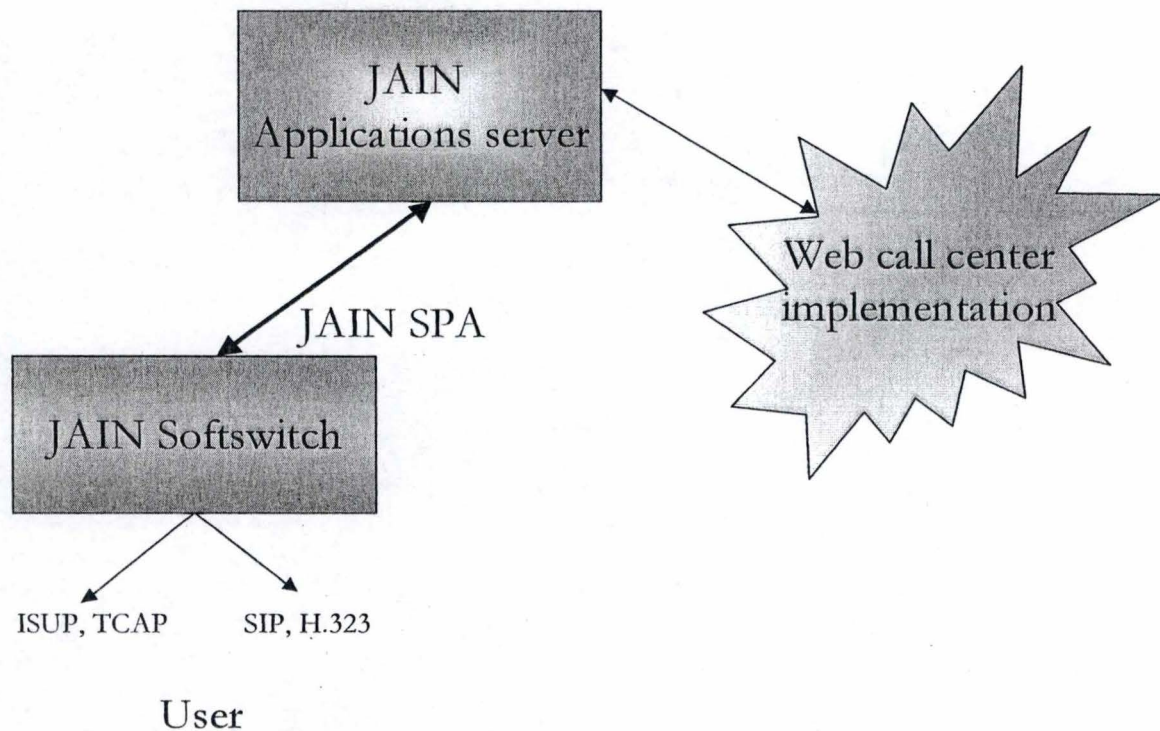 JAIN
Applications server
Web call center
implementation
JAIN SPA
JAIN Softswitch
ISUP, TCAP
SIP, H.323
User